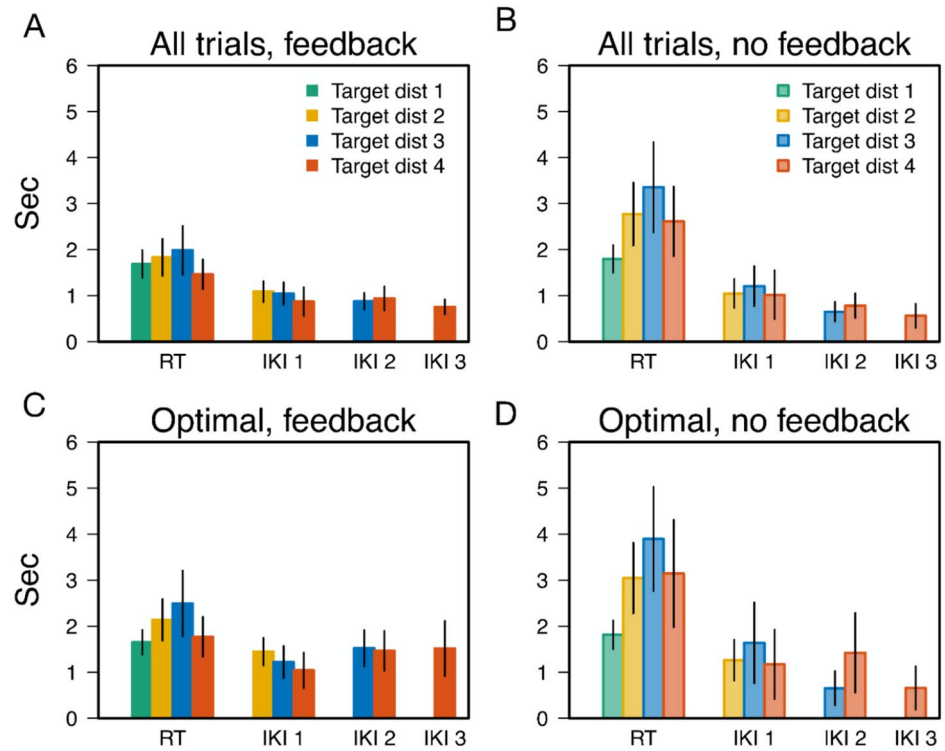 A
All trials, feedback
6
5
4
3
2
1
0
Sec
Target dist 1
Target dist 2
Target dist 3
Target dist 4
RT IKI 1 IKI 2 IKI 3
B
All trials, no feedback
6
5
4
3
2
1
0
Target dist 1
Target dist 2
Target dist 3
Target dist 4
RT IKI 1 IKI 2 IKI 3
C
Optimal, feedback
6
5
4
3
2
1
0
Sec
RT IKI 1 IKI 2 IKI 3
D
Optimal, no feedback
6
5
4
3
2
1
0
RT IKI 1 IKI 2 IKI 3